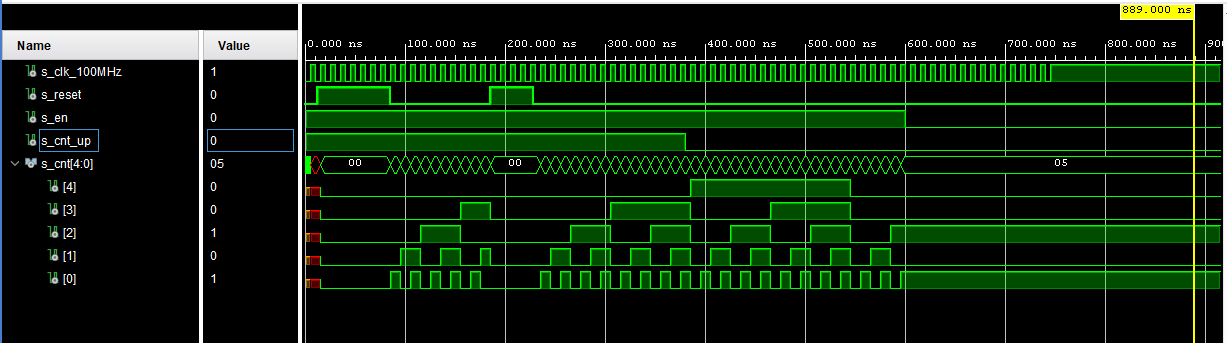 889.000 ns
Name Value
0.000 ns 100.000 ns 200.000 ns 300.000 ns 400.000 ns 500.000 ns 600.000 ns 700.000 ns 800.000 ns 90
s_clk_100MHz 1
s_reset 0
s_en 0
s_cnt_up 0
s_cnt[4:0] 05 00 00 05
[4] 0
[3] 0
[2] 1
[1] 0
[0] 1